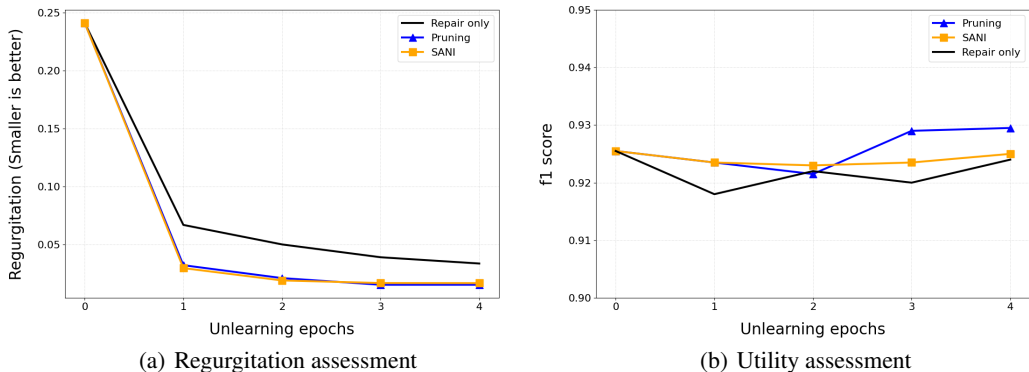 0.25
0.20
0.15
0.10
0.05
Regurgitation (Smaller is better)
Repair only
Pruning
SANI
0 1 2 3 4
Unlearning epochs
(a) Regurgitation assessment
0.95
0.94
0.93
0.92
0.91
0.90
f1 score
Pruning
SANI
Repair only
0 1 2 3 4
Unlearning epochs
(b) Utility assessment